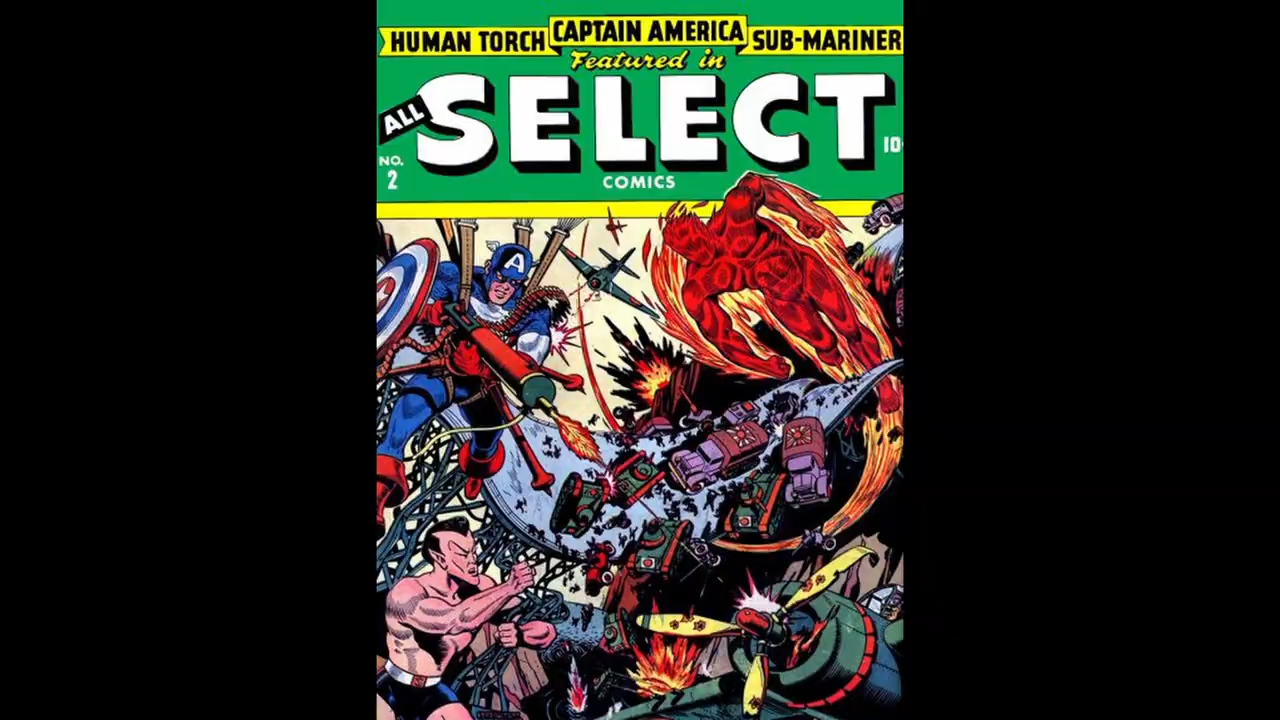 CAPTAIN AMERICA
HUMAN TORCH SUB-MARINER
Featured in
ALL SELECT
NO. 2
10
COMICS
A